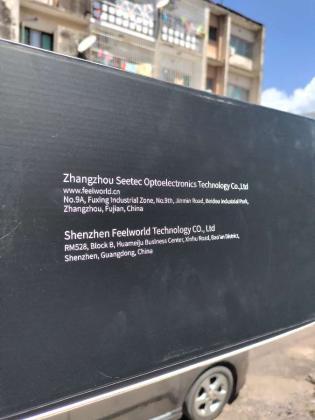 Zhangzhou Seetec Optoelectronics Technology Co.,Ltd
www.feelworld.cn
No.9A, Fuxing Industrial Zone, No.9th, Jinmin Road, Beidou Industrial Park,
Zhangzhou, Fujian, China
Shenzhen Feelworld Technology CO., Ltd
RM528, Block B, Huameiju Business Center, Xinhu Road, Bao'an District,
Shenzhen, Guangdong, China